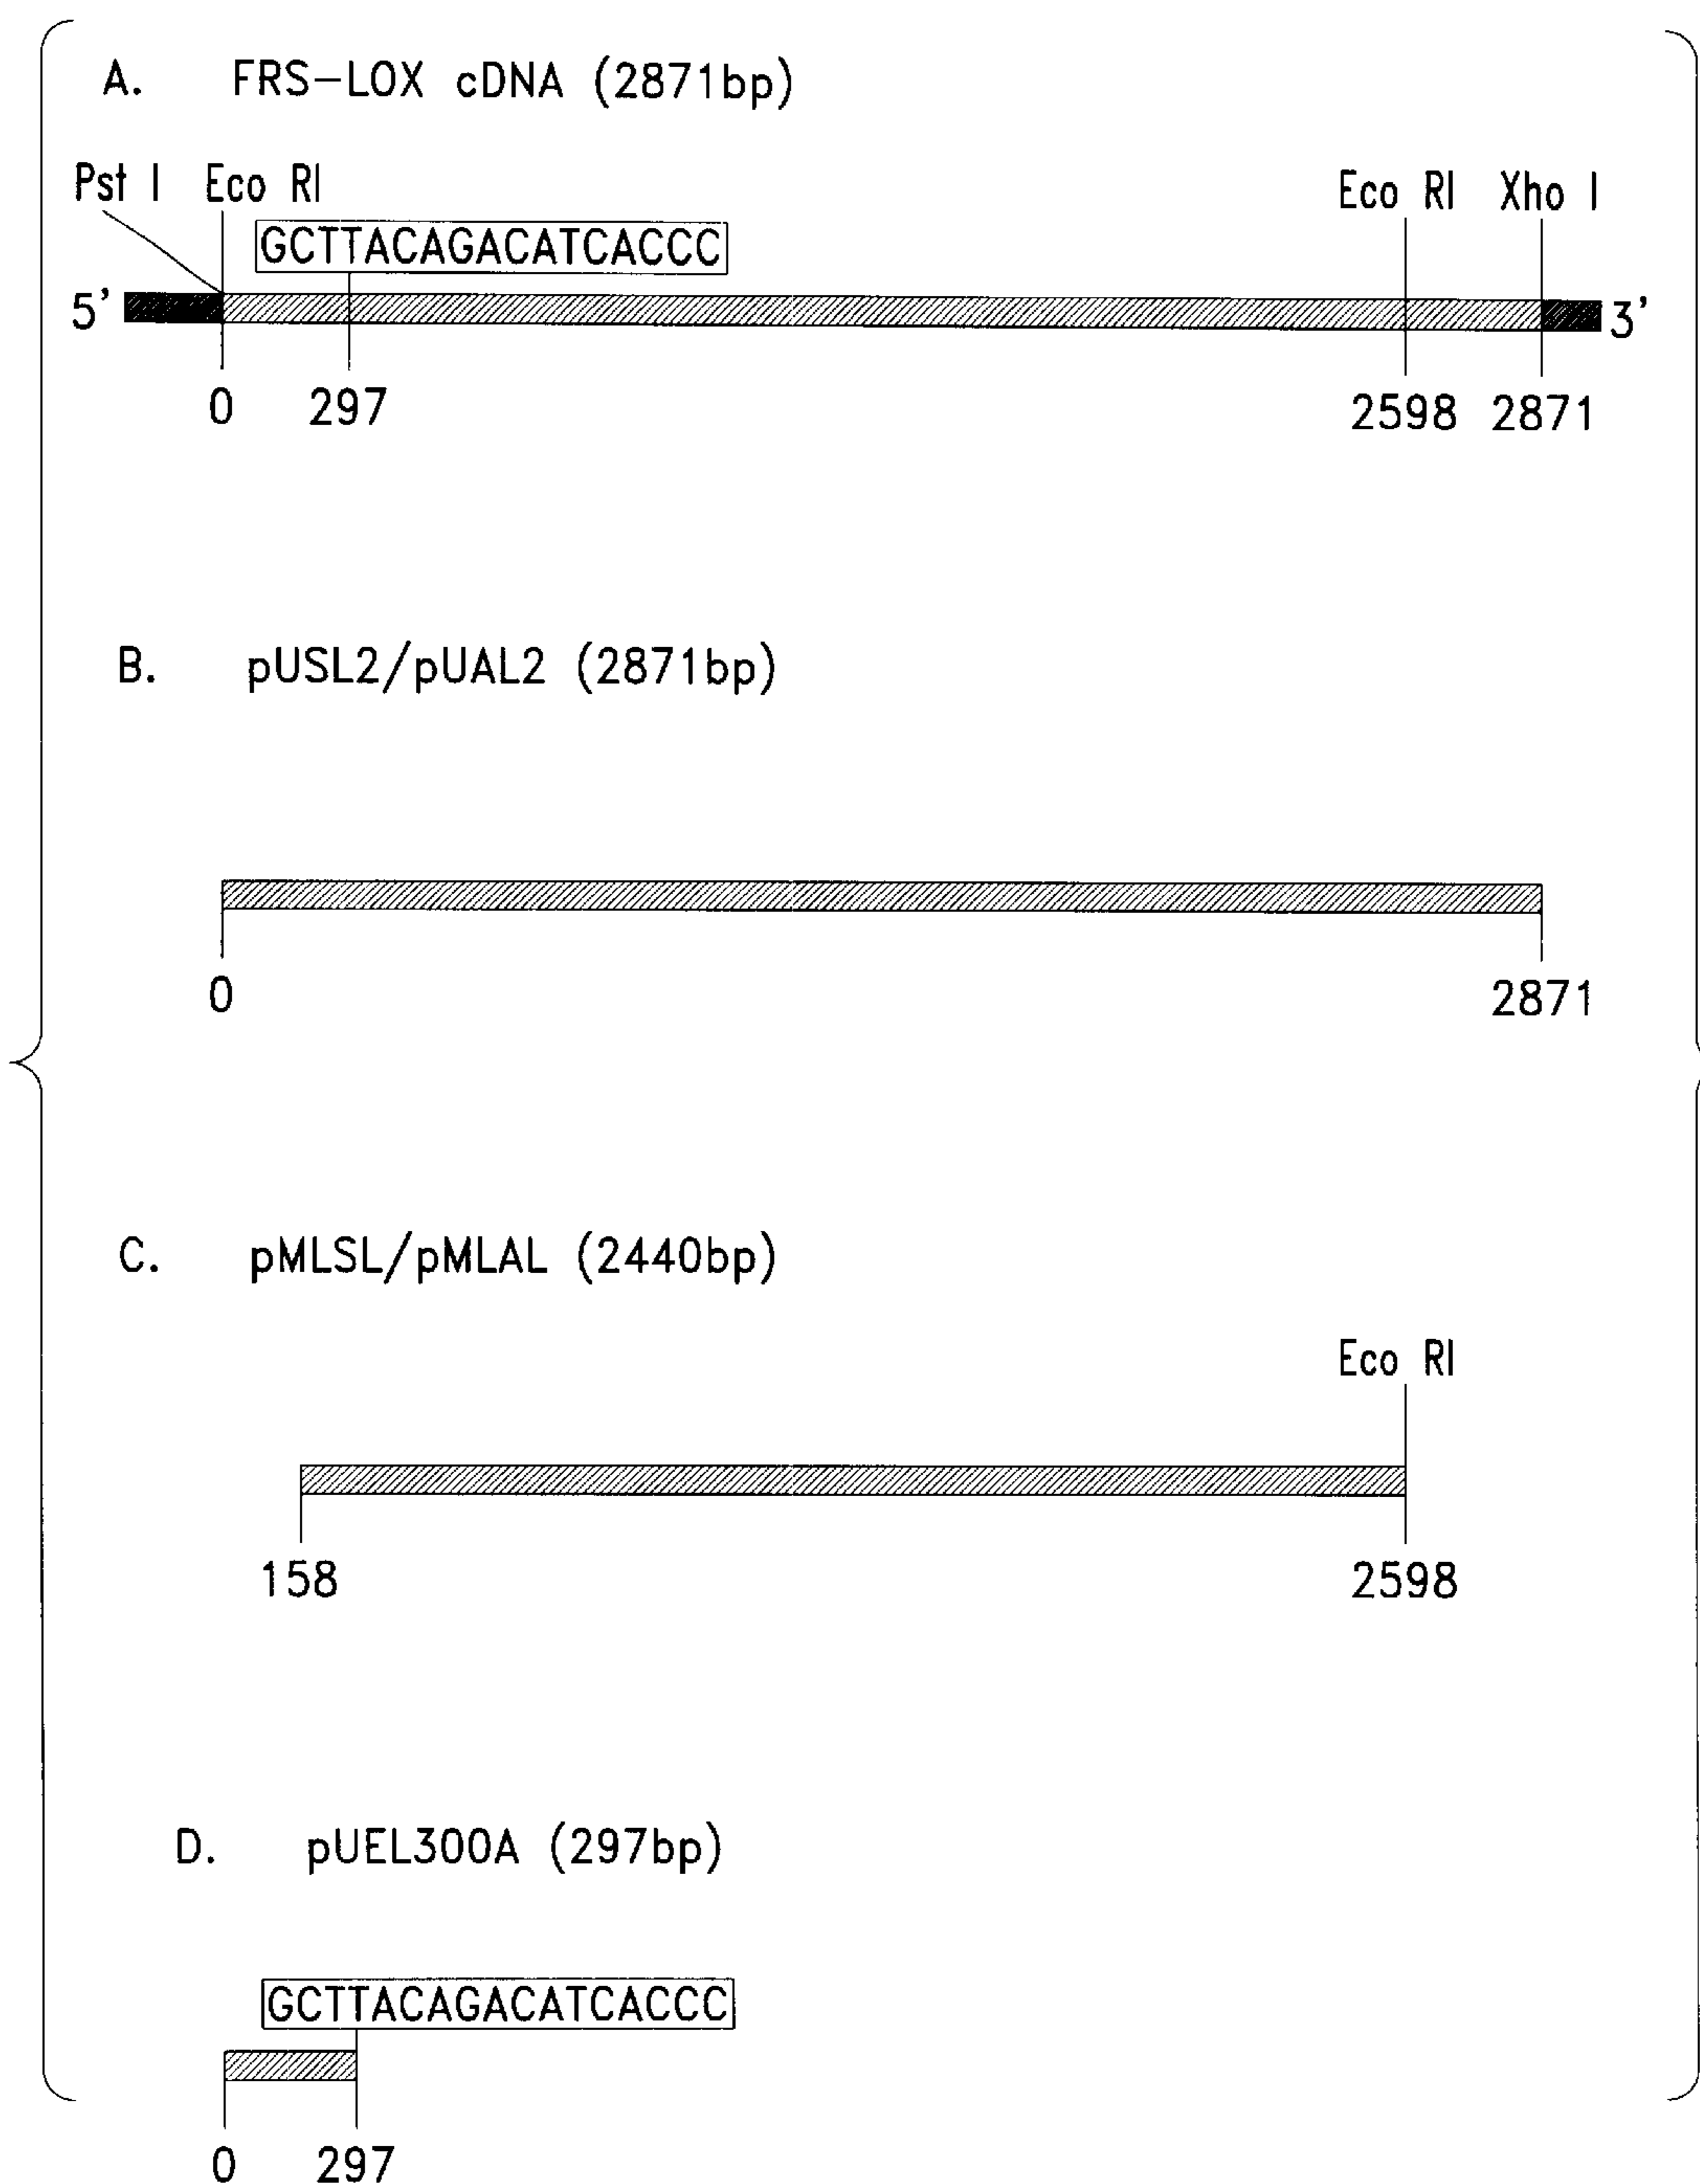 A. FRS-LOX cDNA (2871bp)
Pst I Eco RI Eco RI Xho I
GCTTACAGACATCACCC
5' 3'
0 297 2598 2871
B. pUSL2/pUAL2 (2871bp)
0 2871
C. pMLSL/pMLAL (2440bp)
Eco RI
158 2598
D. pUEL300A (297bp)
GCTTACAGACATCACCC
0 297